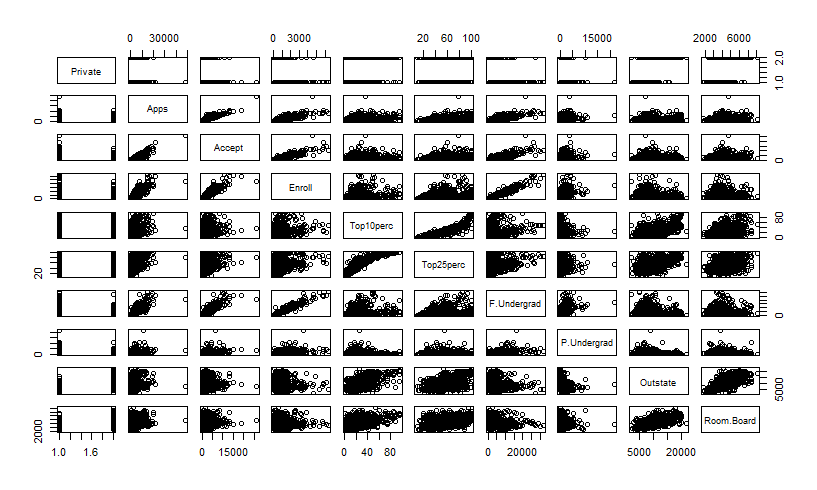 0 30000 0 3000 20 60 100 0 15000 2000 6000
Private 1.0 2.0
0 Apps
Accept 0
0 Enroll
Top10perc 0 80
20 Top25perc
F.Undergrad 0
0 P.Undergrad
Outstate 5000
2000 Room.Board
1.0 1.6 0 15000 0 40 80 0 20000 5000 20000